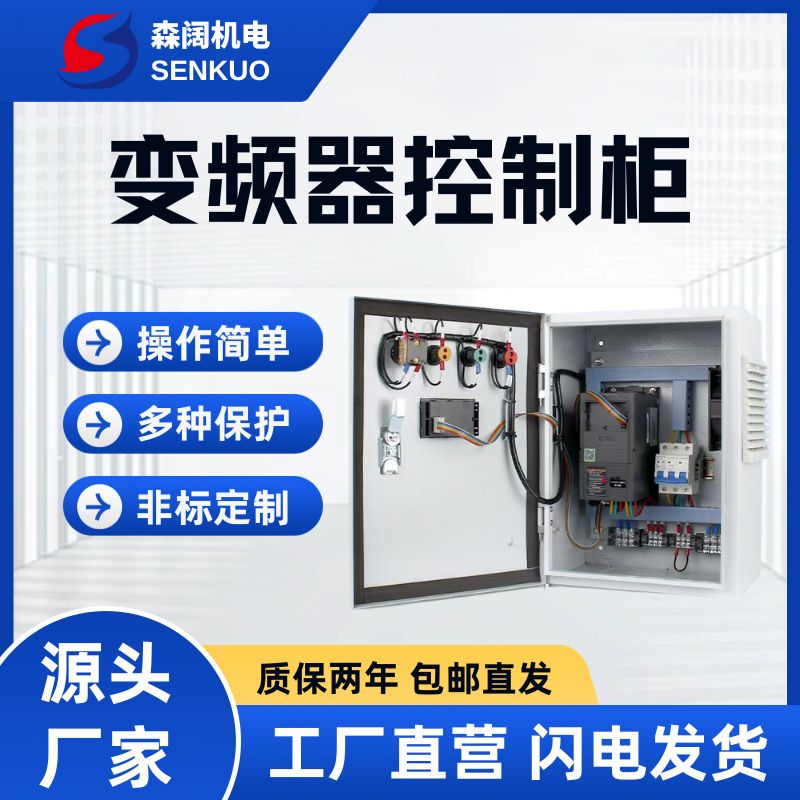 森阔机电
SENKUO
变频器控制柜
操作简单
多种保护
非标定制
源头
厂家
质保两年 包邮直发
工厂直营 闪电发货